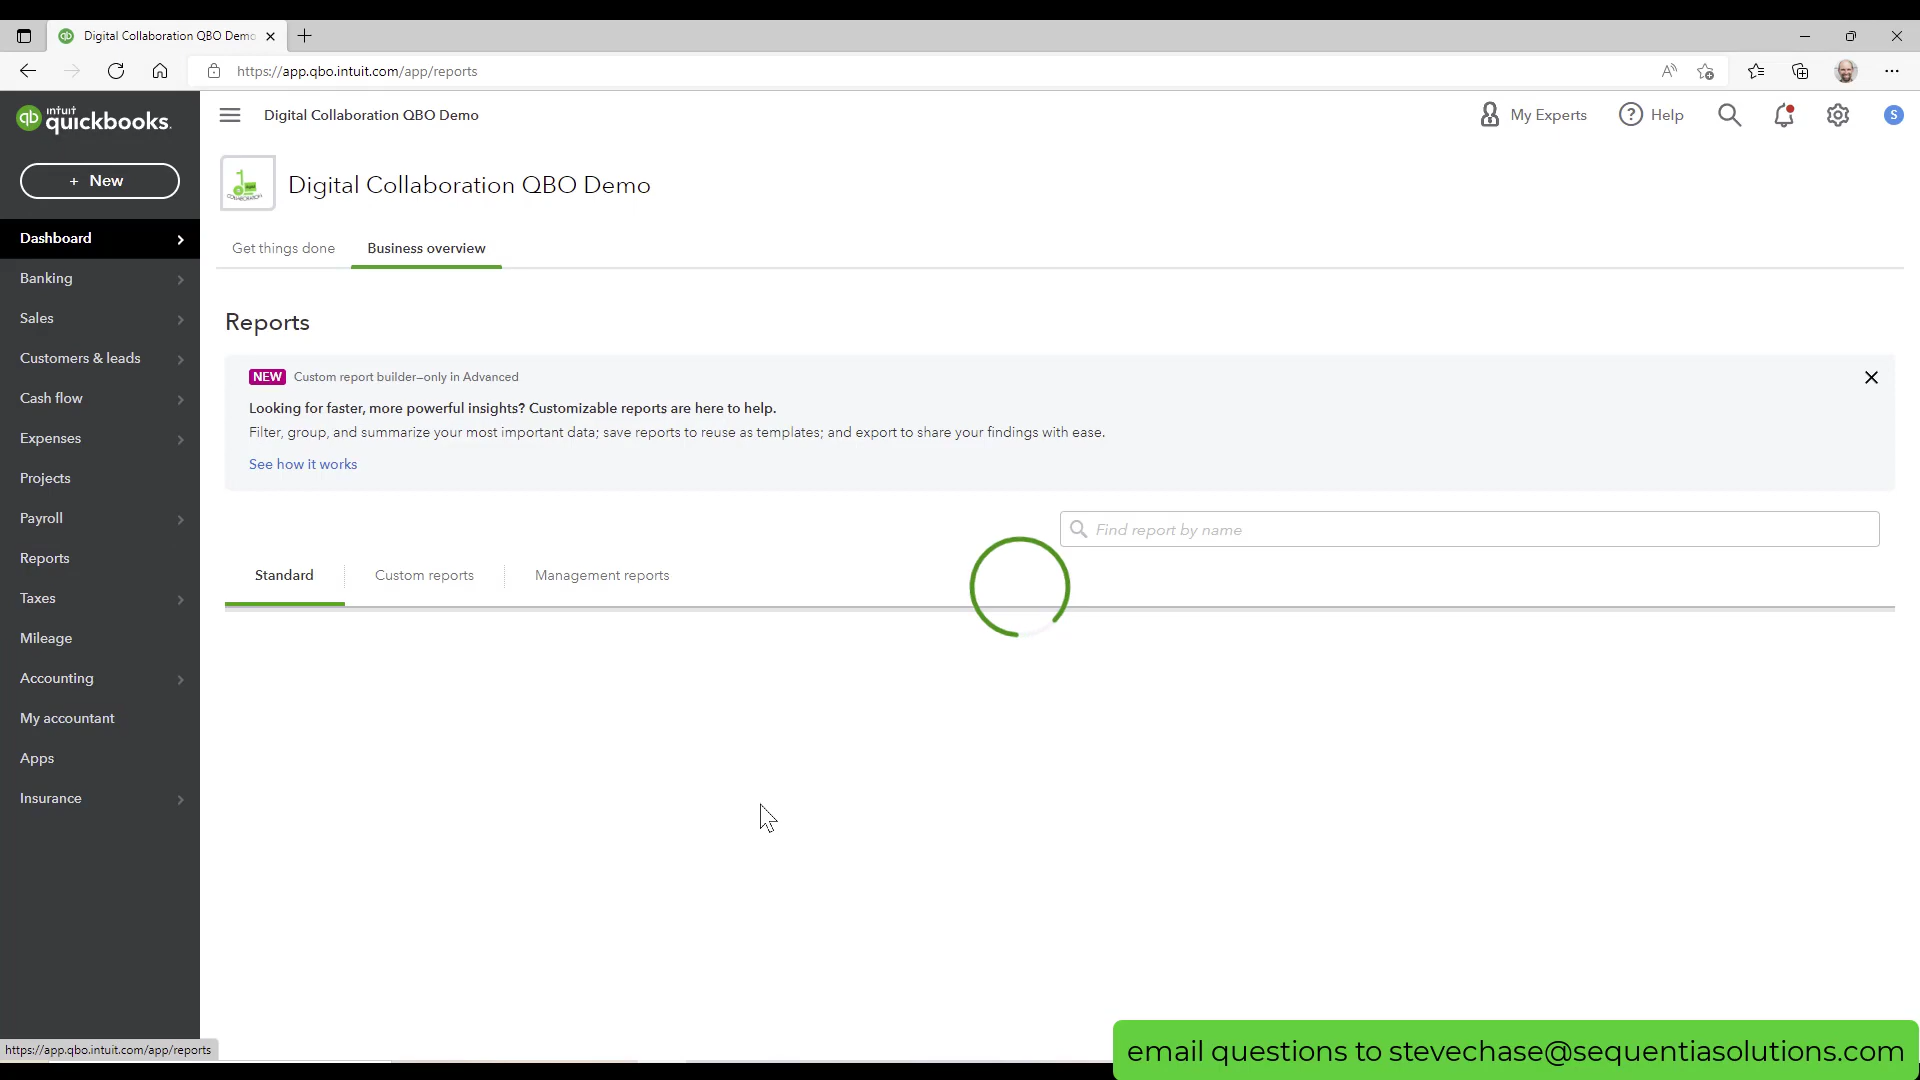 Digital Collaboration QBO Demo
https://app.qbo.intuit.com/app/reports
intuit
quickbooks.
Digital Collaboration QBO Demo
My Experts
Help
S
+ New
Digital Collaboration QBO Demo
Dashboard
Get things done
Business overview
Banking
Sales
Reports
Customers & leads
NEW Custom report builder—only in Advanced
Cash flow
Looking for faster, more powerful insights? Customizable reports are here to help.
Filter, group, and summarize your most important data; save reports to reuse as templates; and export to share your findings with ease.
Expenses
See how it works
Projects
Payroll
Find report by name
Reports
Standard
Custom reports
Management reports
Taxes
Mileage
Accounting
My accountant
Apps
Insurance
https://app.qbo.intuit.com/app/reports
email questions to stevechase@sequentiasolutions.com